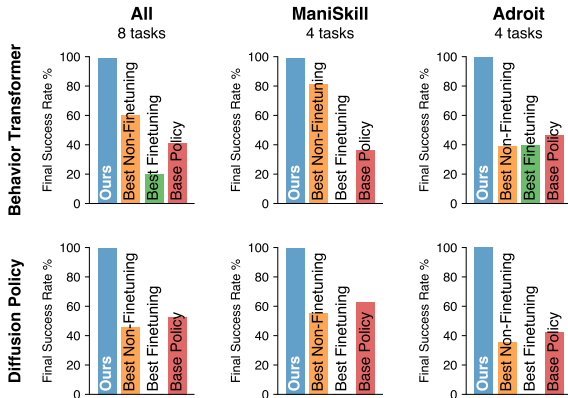 All
8 tasks
ManiSkill
4 tasks
Adroit
4 tasks
Behavior Transformer
Final Success Rate %
100
80
60
40
20
0
Ours
Best Non-Finetuning
Best Finetuning
Base Policy
Final Success Rate %
100
80
60
40
20
0
Ours
Best Non-Finetuning
Best Finetuning
Base Policy
Final Success Rate %
100
80
60
40
20
0
Ours
Best Non-Finetuning
Best Finetuning
Base Policy
Diffusion Policy
Final Success Rate %
100
80
60
40
20
0
Ours
Best Non-Finetuning
Best Finetuning
Base Policy
Final Success Rate %
100
80
60
40
20
0
Ours
Best Non-Finetuning
Best Finetuning
Base Policy
Final Success Rate %
100
80
60
40
20
0
Ours
Best Non-Finetuning
Best Finetuning
Base Policy